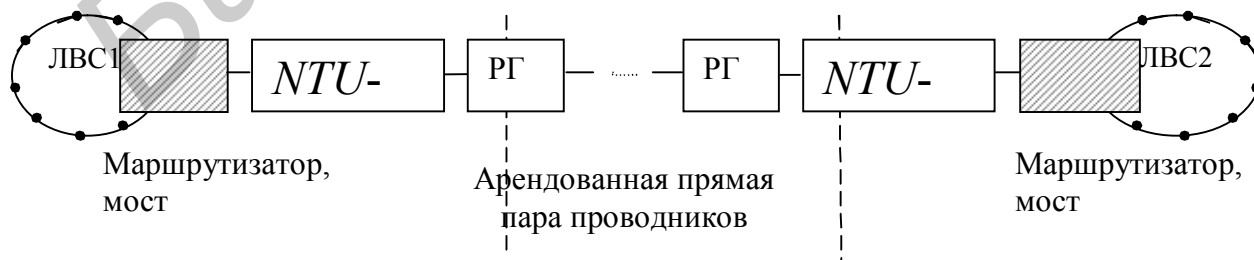 ЛВС1
NTU-
РГ
......
РГ
NTU-
ЛВС2
Маршрутизатор,
мост
Арендованная прямая
пара проводников
Маршрутизатор,
мост